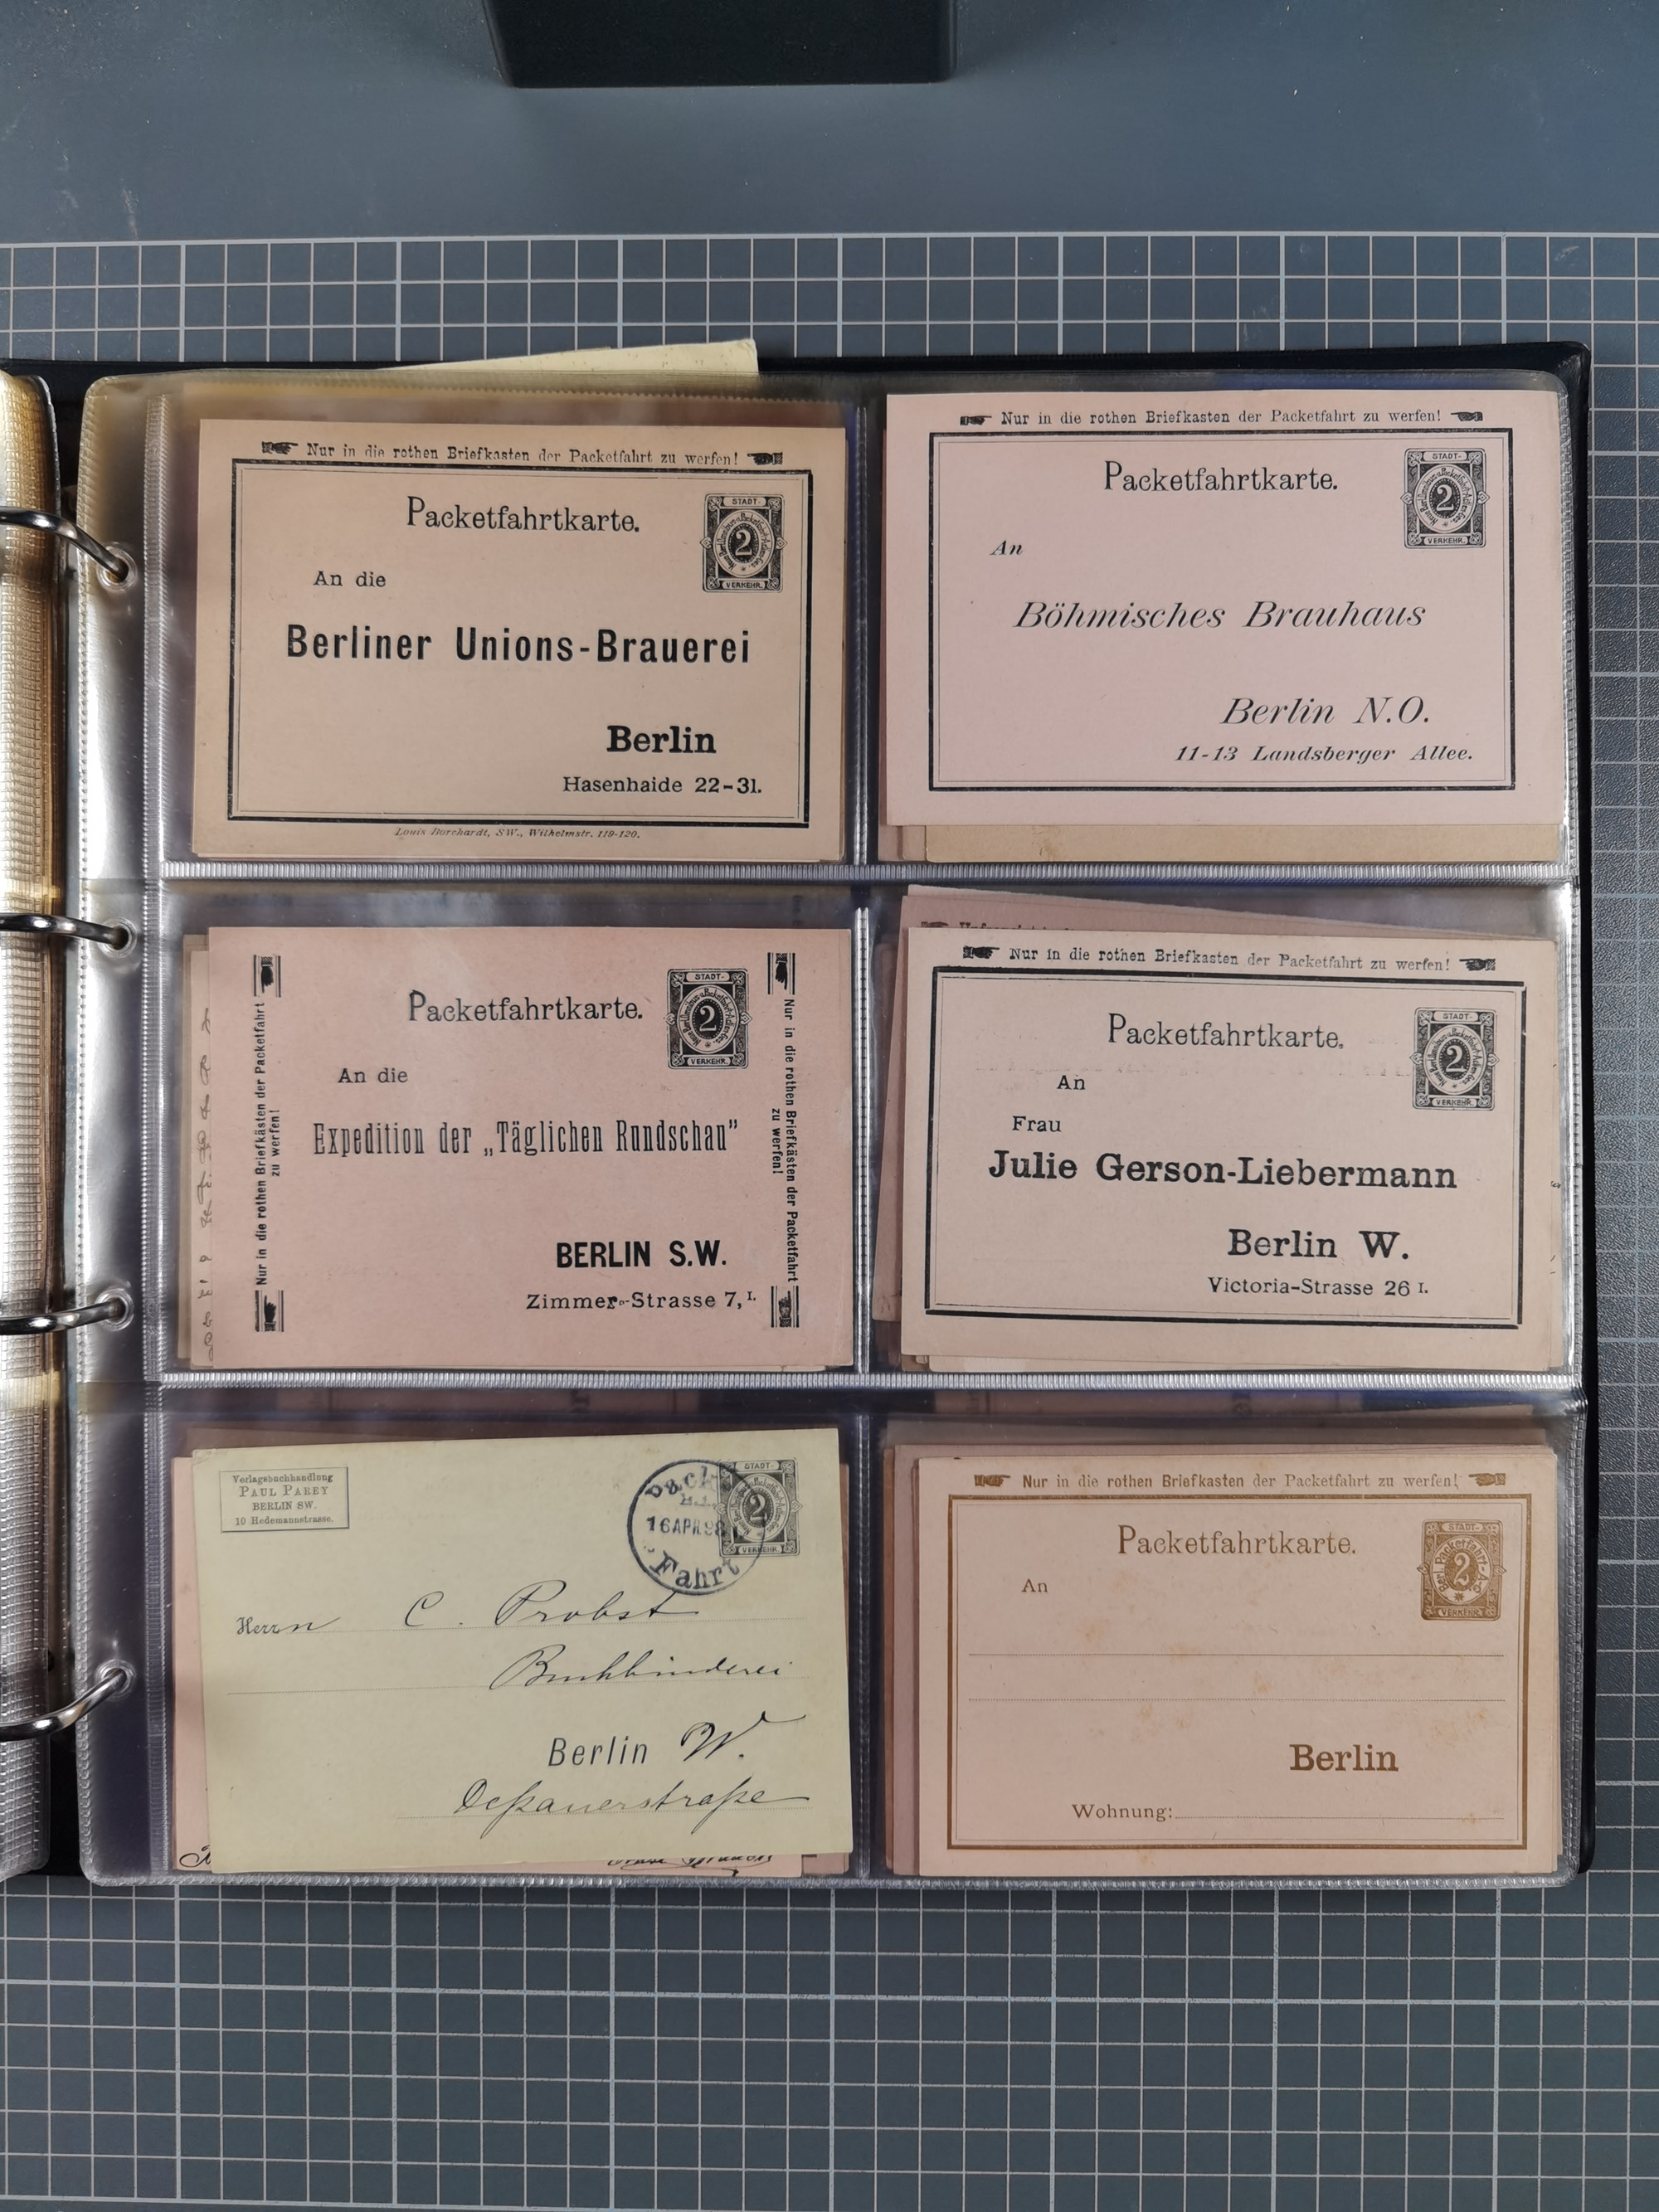 Nur in die rothen Briefkasten der Packetfahrt zu werfen!
Packetfahrtkarte.
STADT-
2
VERKEHR.
An die
Berliner Unions-Brauerei
Berlin
Hasenhaide 22-31.
Louis Borchardt, SW., Wilhelmstr. 119-120.
Nur in die rothen Briefkasten der Packetfahrt zu werfen!
Packetfahrtkarte.
STADT-
2
VERKEHR.
An
Böhmisches Brauhaus
Berlin N.O.
11-13 Landsberger Allee.
Nur in die rothen Briefkästen der Packetfahrt
zu werfen!
Packetfahrtkarte.
STADT-
2
VERKEHR.
An die
Expedition der „Täglichen Rundschau”
BERLIN S.W.
Zimmer-Strasse 7, I.
Nur in die rothen Briefkästen der Packetfahrt
zu werfen!
Nur in die rothen Briefkasten der Packetfahrt zu werfen!
Packetfahrtkarte.
STADT-
2
VERKEHR.
An
Frau
Julie Gerson-Liebermann
Berlin W.
Victoria-Strasse 26 I.
Verlagsbuchhandlung
PAUL PAREY
BERLIN SW.
10 Hedemannstrasse.
Pack
16 APR. 98
Fahrt
STADT-
2
VERKEHR.
Herrn C. Probst
Buchbinderei
Berlin W.
Deßauerstraße
Nur in die rothen Briefkasten der Packetfahrt zu werfen!
Packetfahrtkarte.
STADT-
Berl. Packetfahrt-A-G
2
VERKEHR.
An
Berlin
Wohnung: